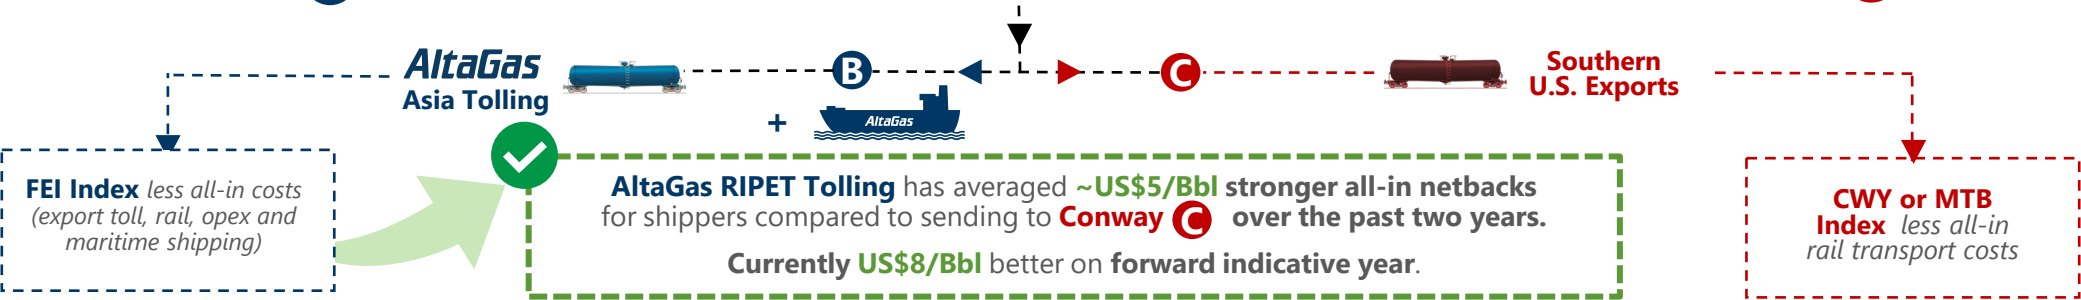 AltaGas
Asia Tolling
B
C
Southern
U.S. Exports
+
AltaGas
FEI Index less all-in costs
(export toll, rail, opex and
maritime shipping)
AltaGas RIPET Tolling has averaged ~US$5/Bbl stronger all-in netbacks
for shippers compared to sending to Conway C over the past two years.
Currently US$8/Bbl better on forward indicative year.
CWY or MTB
Index less all-in
rail transport costs